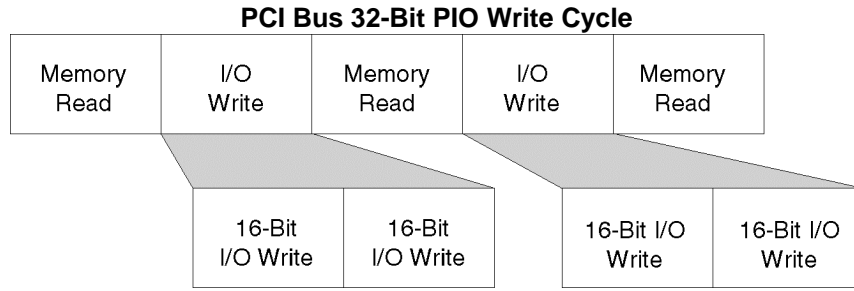 PCI Bus 32-Bit PIO Write Cycle
Memory
Read
I/O
Write
Memory
Read
I/O
Write
Memory
Read
16-Bit
I/O Write
16-Bit
I/O Write
16-Bit I/O
Write
16-Bit I/O
Write